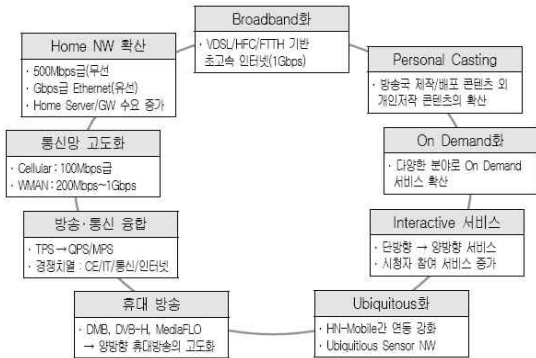 Broadband화
· VDSL/HFC/FTTH 기반
초고속 인터넷(1Gbps)
Personal Casting
· 방송국 제작/배포 콘텐츠 외
개인저작 콘텐츠의 확산
On Demand화
· 다양한 분야로 On Demand
서비스 확산
Interactive 서비스
· 단방향 → 양방향 서비스
· 시청자 참여 서비스 증가
Ubiquitous화
· HN-Mobile간 연동 강화
· Ubiquitious Sensor NW
휴대 방송
· DMB, DVB-H, MediaFLO
→ 양방향 휴대방송의 고도화
방송·통신 융합
· TPS → QPS/MPS
· 경쟁치열 : CE/IT/통신/인터넷
통신망 고도화
· Cellular : 100Mbps급
· WMAN : 200Mbps~1Gbps
Home NW 확산
· 500Mbps급(무선
· Gbps급 Ethernet(유선)
· Home Server/GW 수요 증가